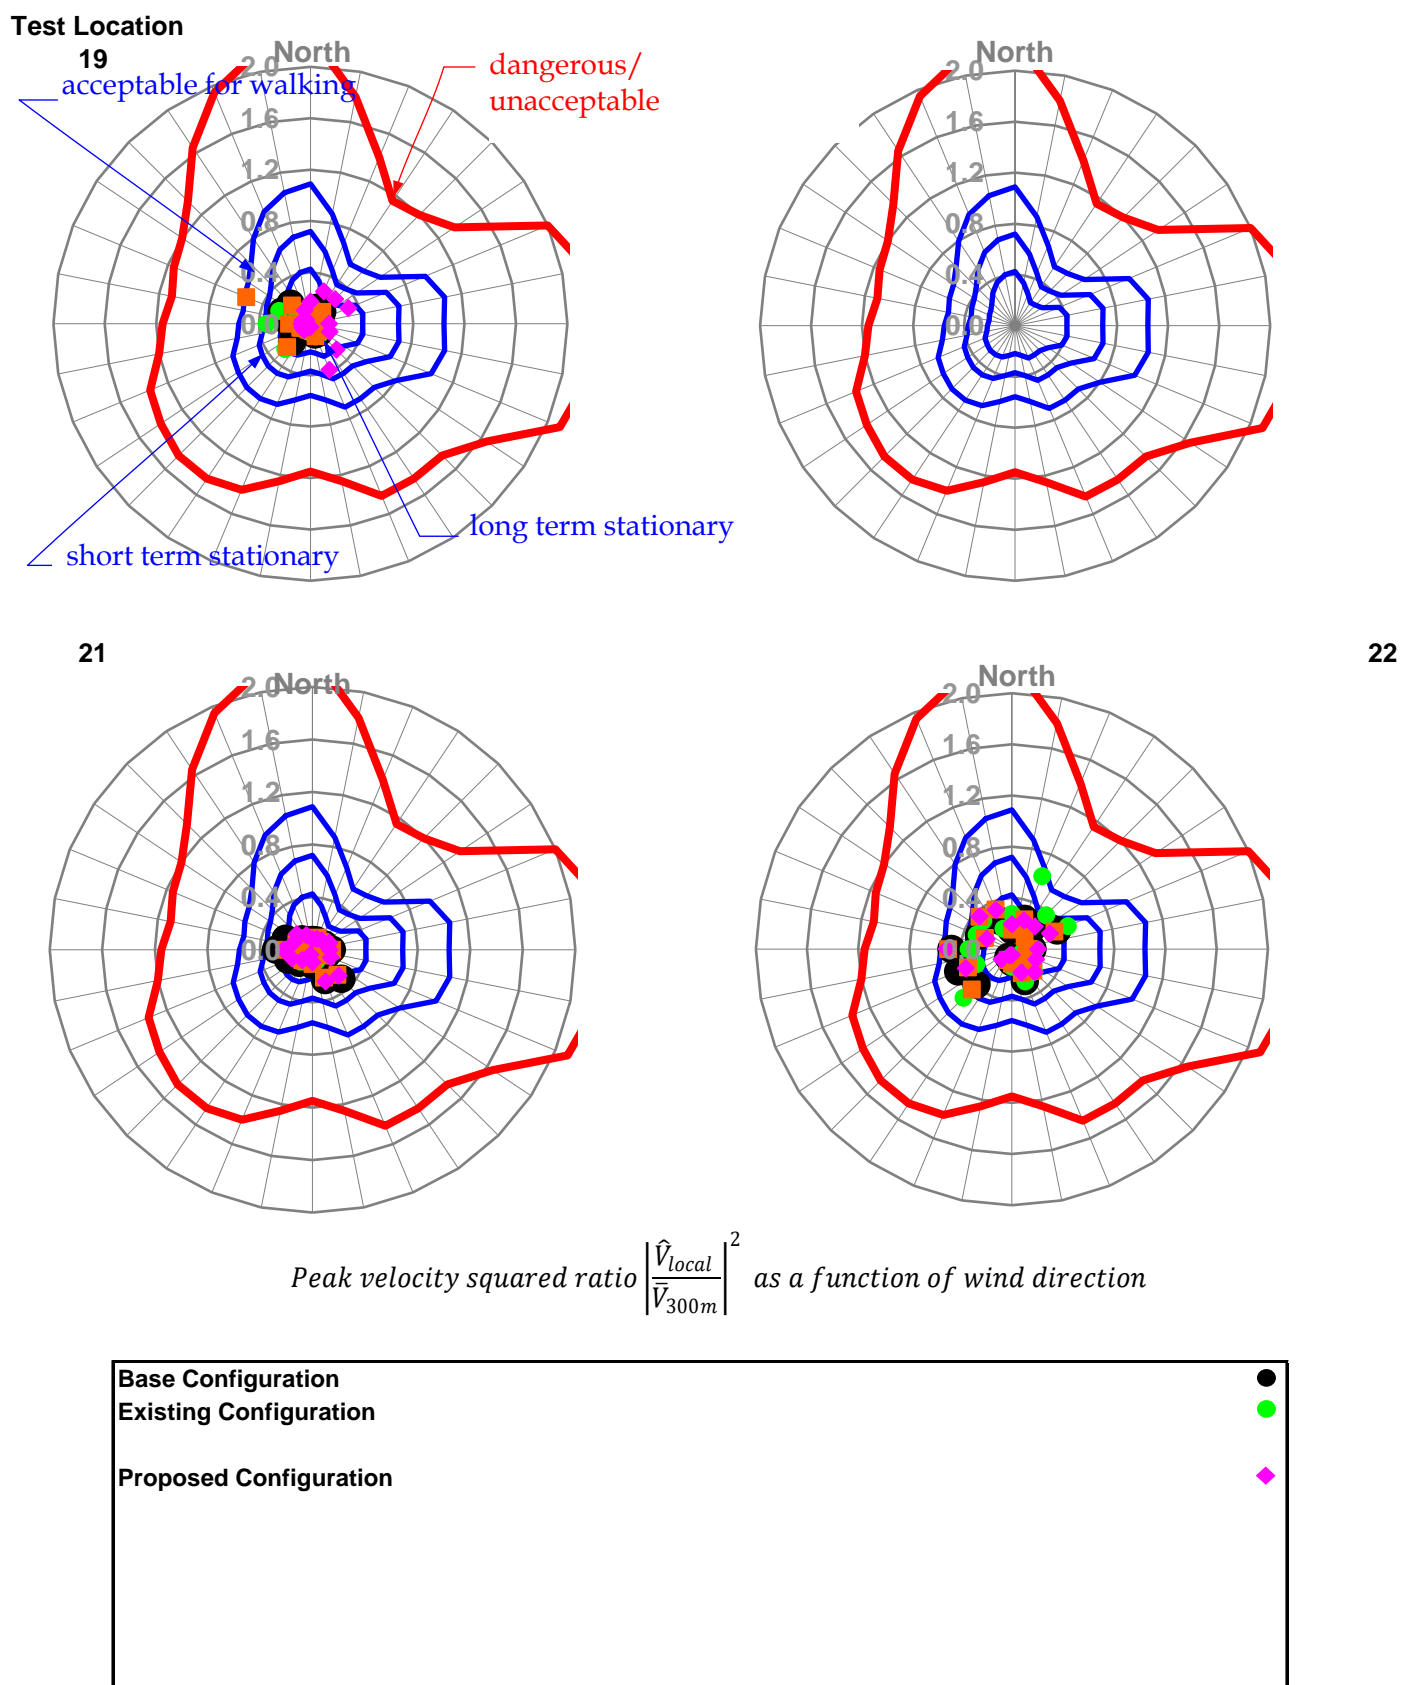 Test Location
19
North
2.0
acceptable for walking
1.6
1.2
0.8
0.4
0.0
dangerous/
unacceptable
long term stationary
short term stationary
North
2.0
1.6
1.2
0.8
0.4
0.0
21
North
2.0
1.6
1.2
0.8
0.4
0.0
22
North
2.0
1.6
1.2
0.8
0.4
0.0
Peak velocity squared ratio |V̂local/V̄300m|² as a function of wind direction
Base Configuration
Existing Configuration
Proposed Configuration